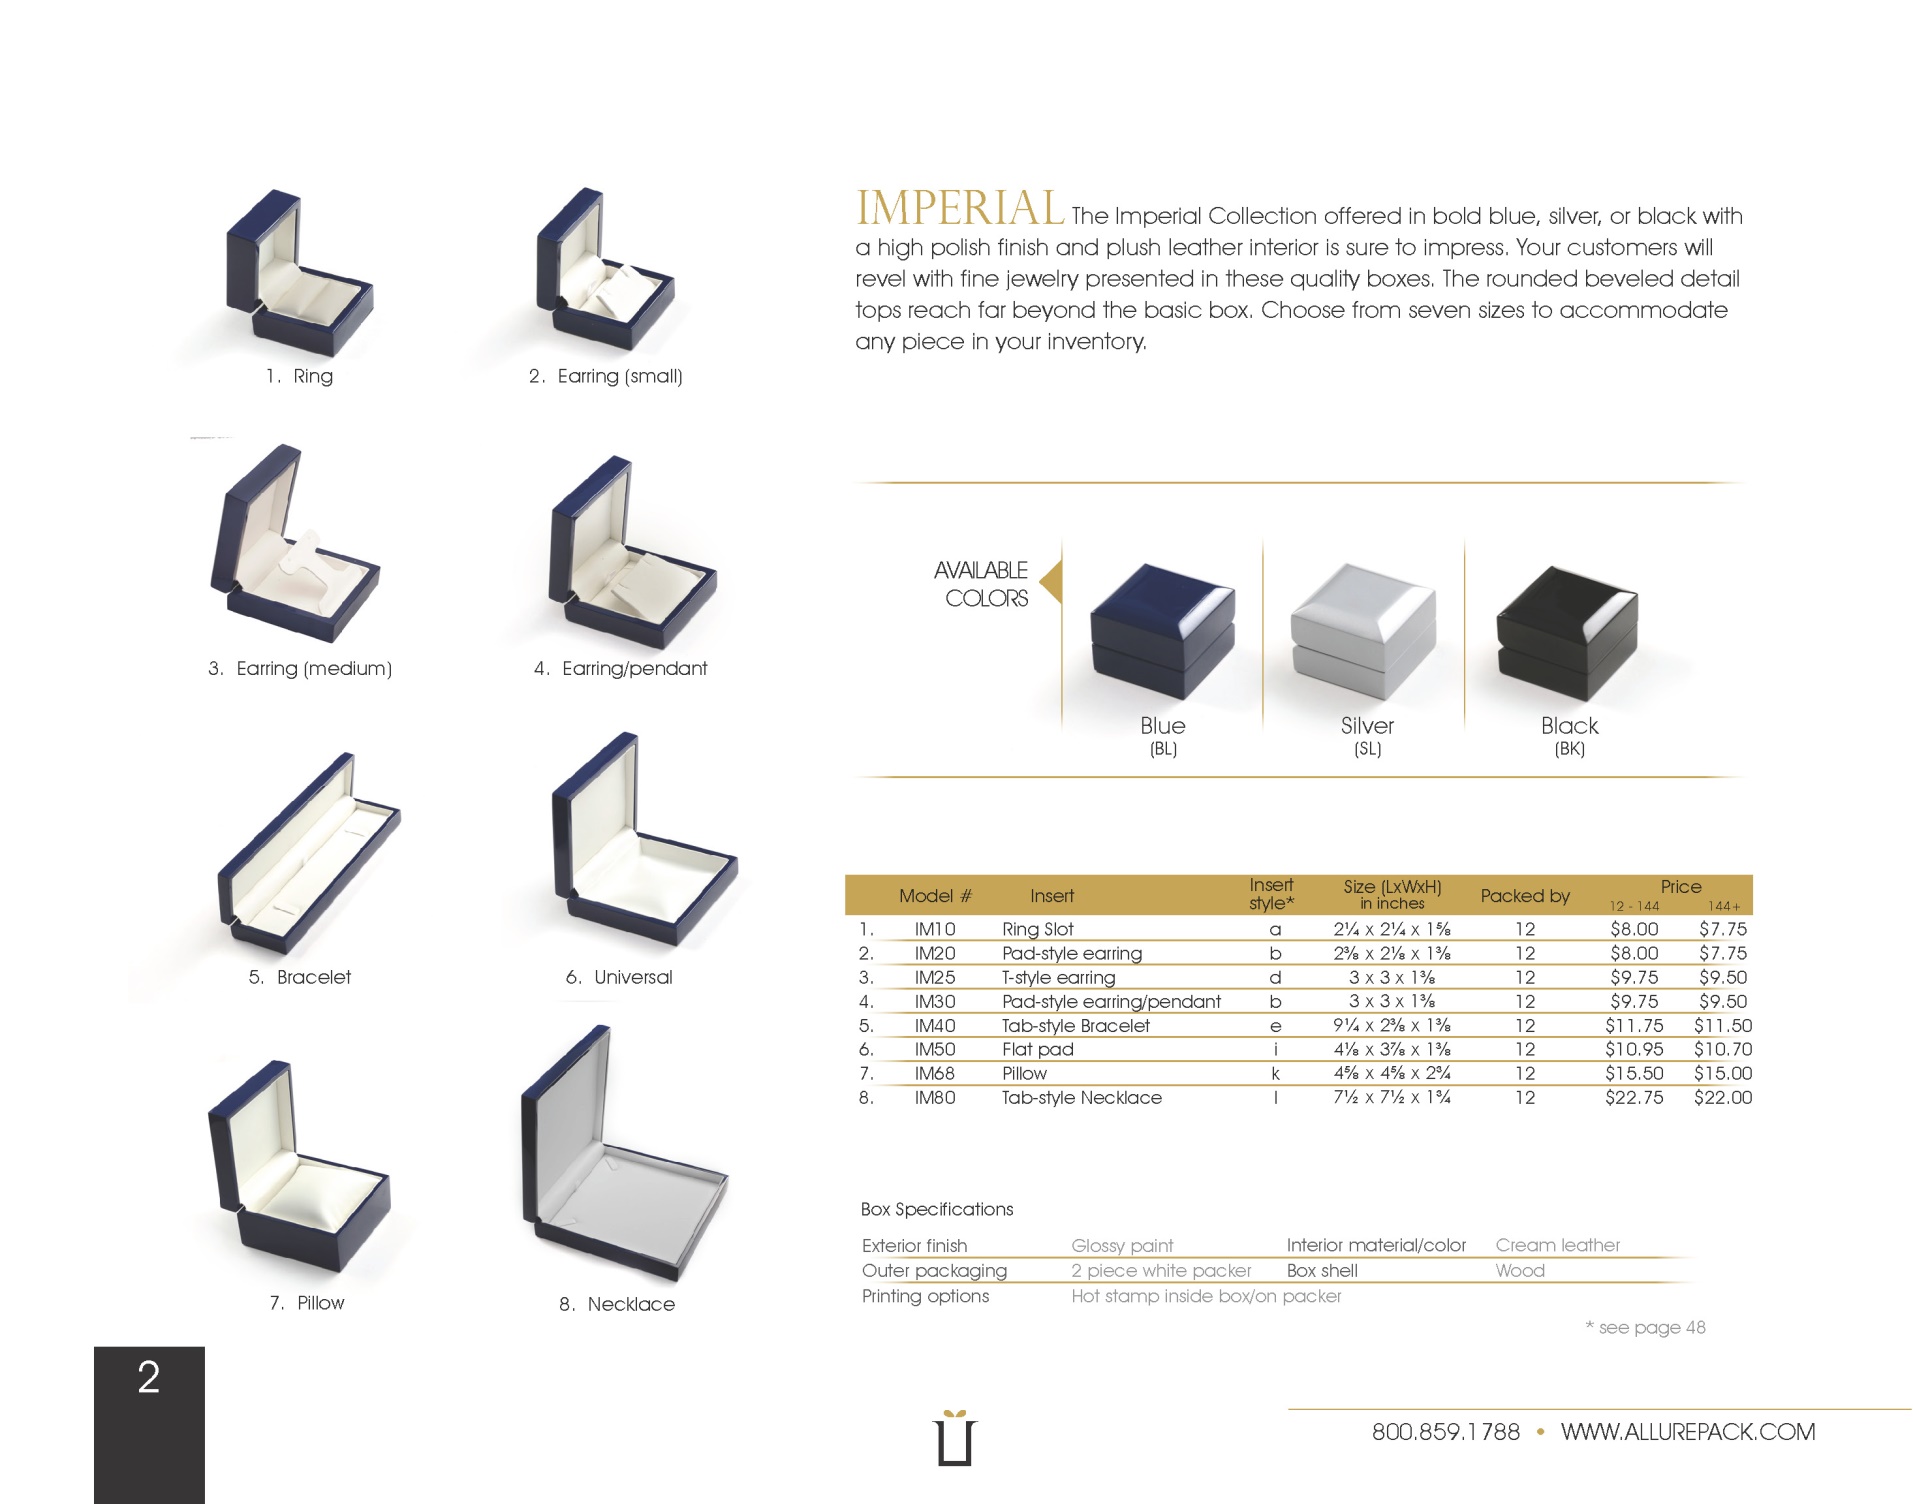 IMPERIAL The Imperial Collection offered in bold blue, silver, or black with
a high polish finish and plush leather interior is sure to impress. Your customers will
revel with fine jewelry presented in these quality boxes. The rounded beveled detail
tops reach far beyond the basic box. Choose from seven sizes to accommodate
any piece in your inventory.
1. Ring
2. Earring (small)
3. Earring (medium)
4. Earring/pendant
5. Bracelet
6. Universal
7. Pillow
8. Necklace
AVAILABLE
COLORS
Blue
(BL)
Silver
(SL)
Black
(BK)
Model # Insert Insert style* Size (LxWxH) in inches Packed by Price 12 - 144 144+
1. IM10 Ring Slot a 2¼ x 2¼ x 1⅝ 12 $8.00 $7.75
2. IM20 Pad-style earring b 2⅜ x 2⅛ x 1⅜ 12 $8.00 $7.75
3. IM25 T-style earring d 3 x 3 x 1⅜ 12 $9.75 $9.50
4. IM30 Pad-style earring/pendant b 3 x 3 x 1⅜ 12 $9.75 $9.50
5. IM40 Tab-style Bracelet e 9¼ x 2⅜ x 1⅜ 12 $11.75 $11.50
6. IM50 Flat pad i 4⅛ x 3⅞ x 1⅜ 12 $10.95 $10.70
7. IM68 Pillow k 4⅝ x 4⅝ x 2¾ 12 $15.50 $15.00
8. IM80 Tab-style Necklace l 7½ x 7½ x 1¾ 12 $22.75 $22.00
Box Specifications
Exterior finish Glossy paint Interior material/color Cream leather
Outer packaging 2 piece white packer Box shell Wood
Printing options Hot stamp inside box/on packer
* see page 48
2
800.859.1788 • WWW.ALLUREPACK.COM